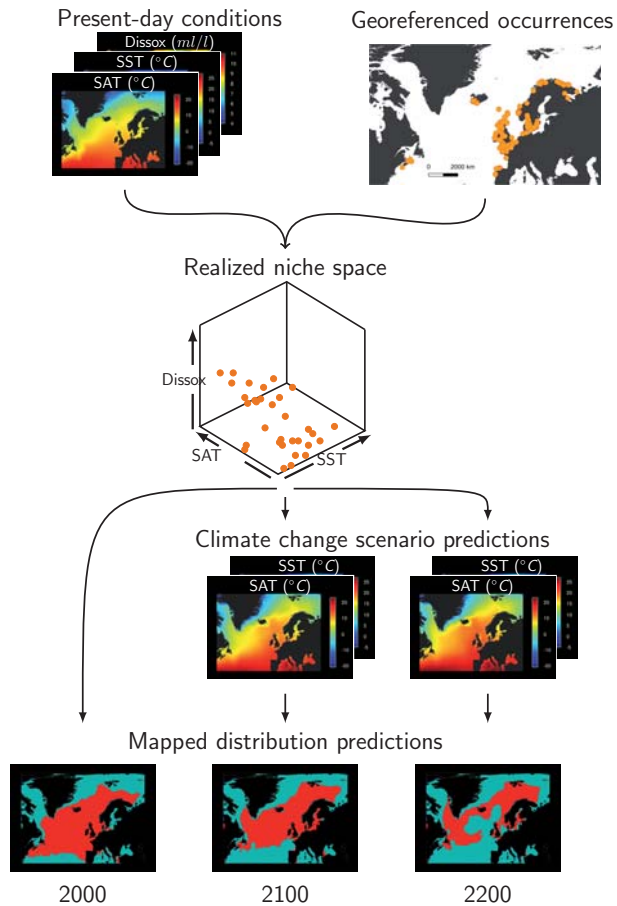 Present-day conditions
Georeferenced occurrences
Dissox (ml/l)
SST (°C)
SAT (°C)
0 2000 km
Realized niche space
Dissox
SAT
SST
Climate change scenario predictions
SST (°C)
SAT (°C)
SST (°C)
SAT (°C)
Mapped distribution predictions
2000
2100
2200